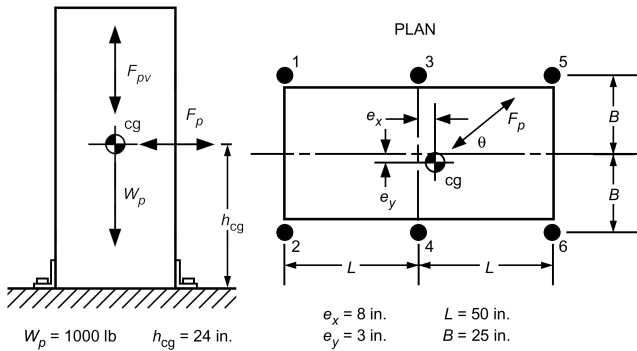 PLAN
F_pv
F_p
cg
W_p
h_cg
1
3
5
e_x
F_p
θ
B
cg
e_y
B
2
4
6
L
L
W_p = 1000 lb
h_cg = 24 in.
e_x = 8 in.
L = 50 in.
e_y = 3 in.
B = 25 in.